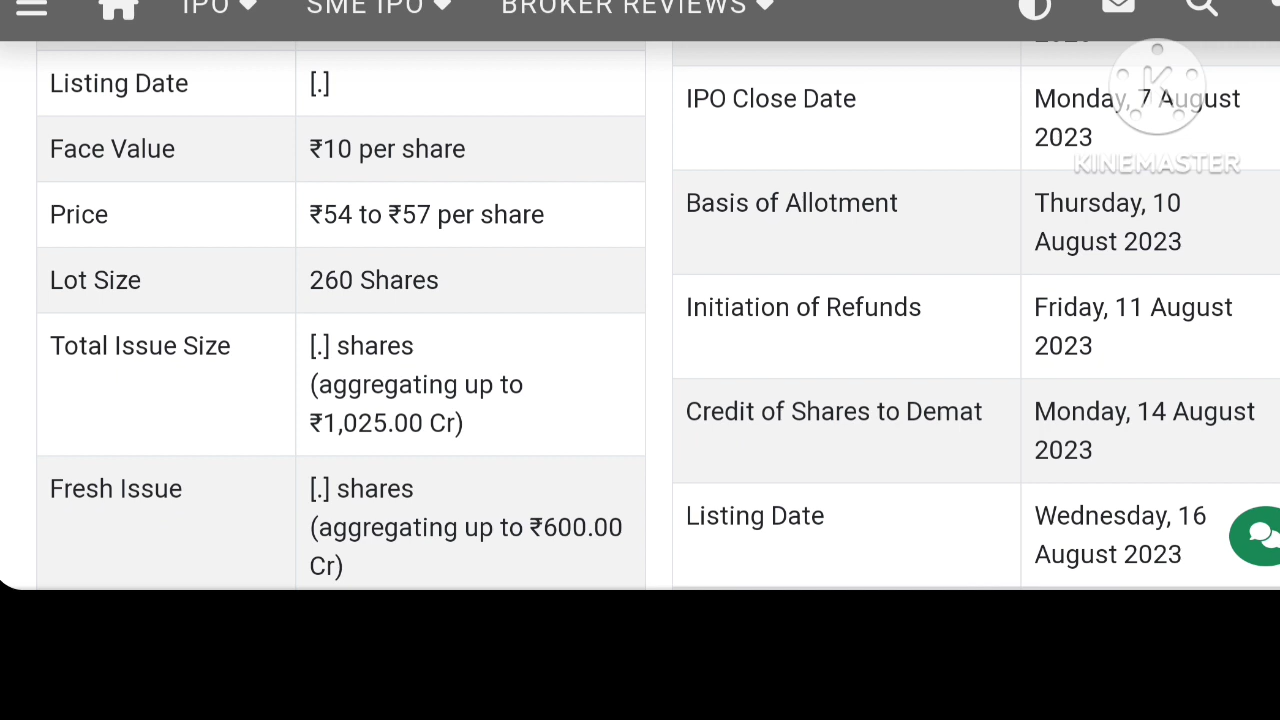 IPO SME IPO BROKER REVIEWS
Listing Date [.]
Face Value ₹10 per share
Price ₹54 to ₹57 per share
Lot Size 260 Shares
Total Issue Size [.] shares
(aggregating up to
₹1,025.00 Cr)
Fresh Issue [.] shares
(aggregating up to ₹600.00
Cr)
IPO Close Date Monday, 7 August
2023
KINEMASTER
Basis of Allotment Thursday, 10
August 2023
Initiation of Refunds Friday, 11 August
2023
Credit of Shares to Demat Monday, 14 August
2023
Listing Date Wednesday, 16
August 2023